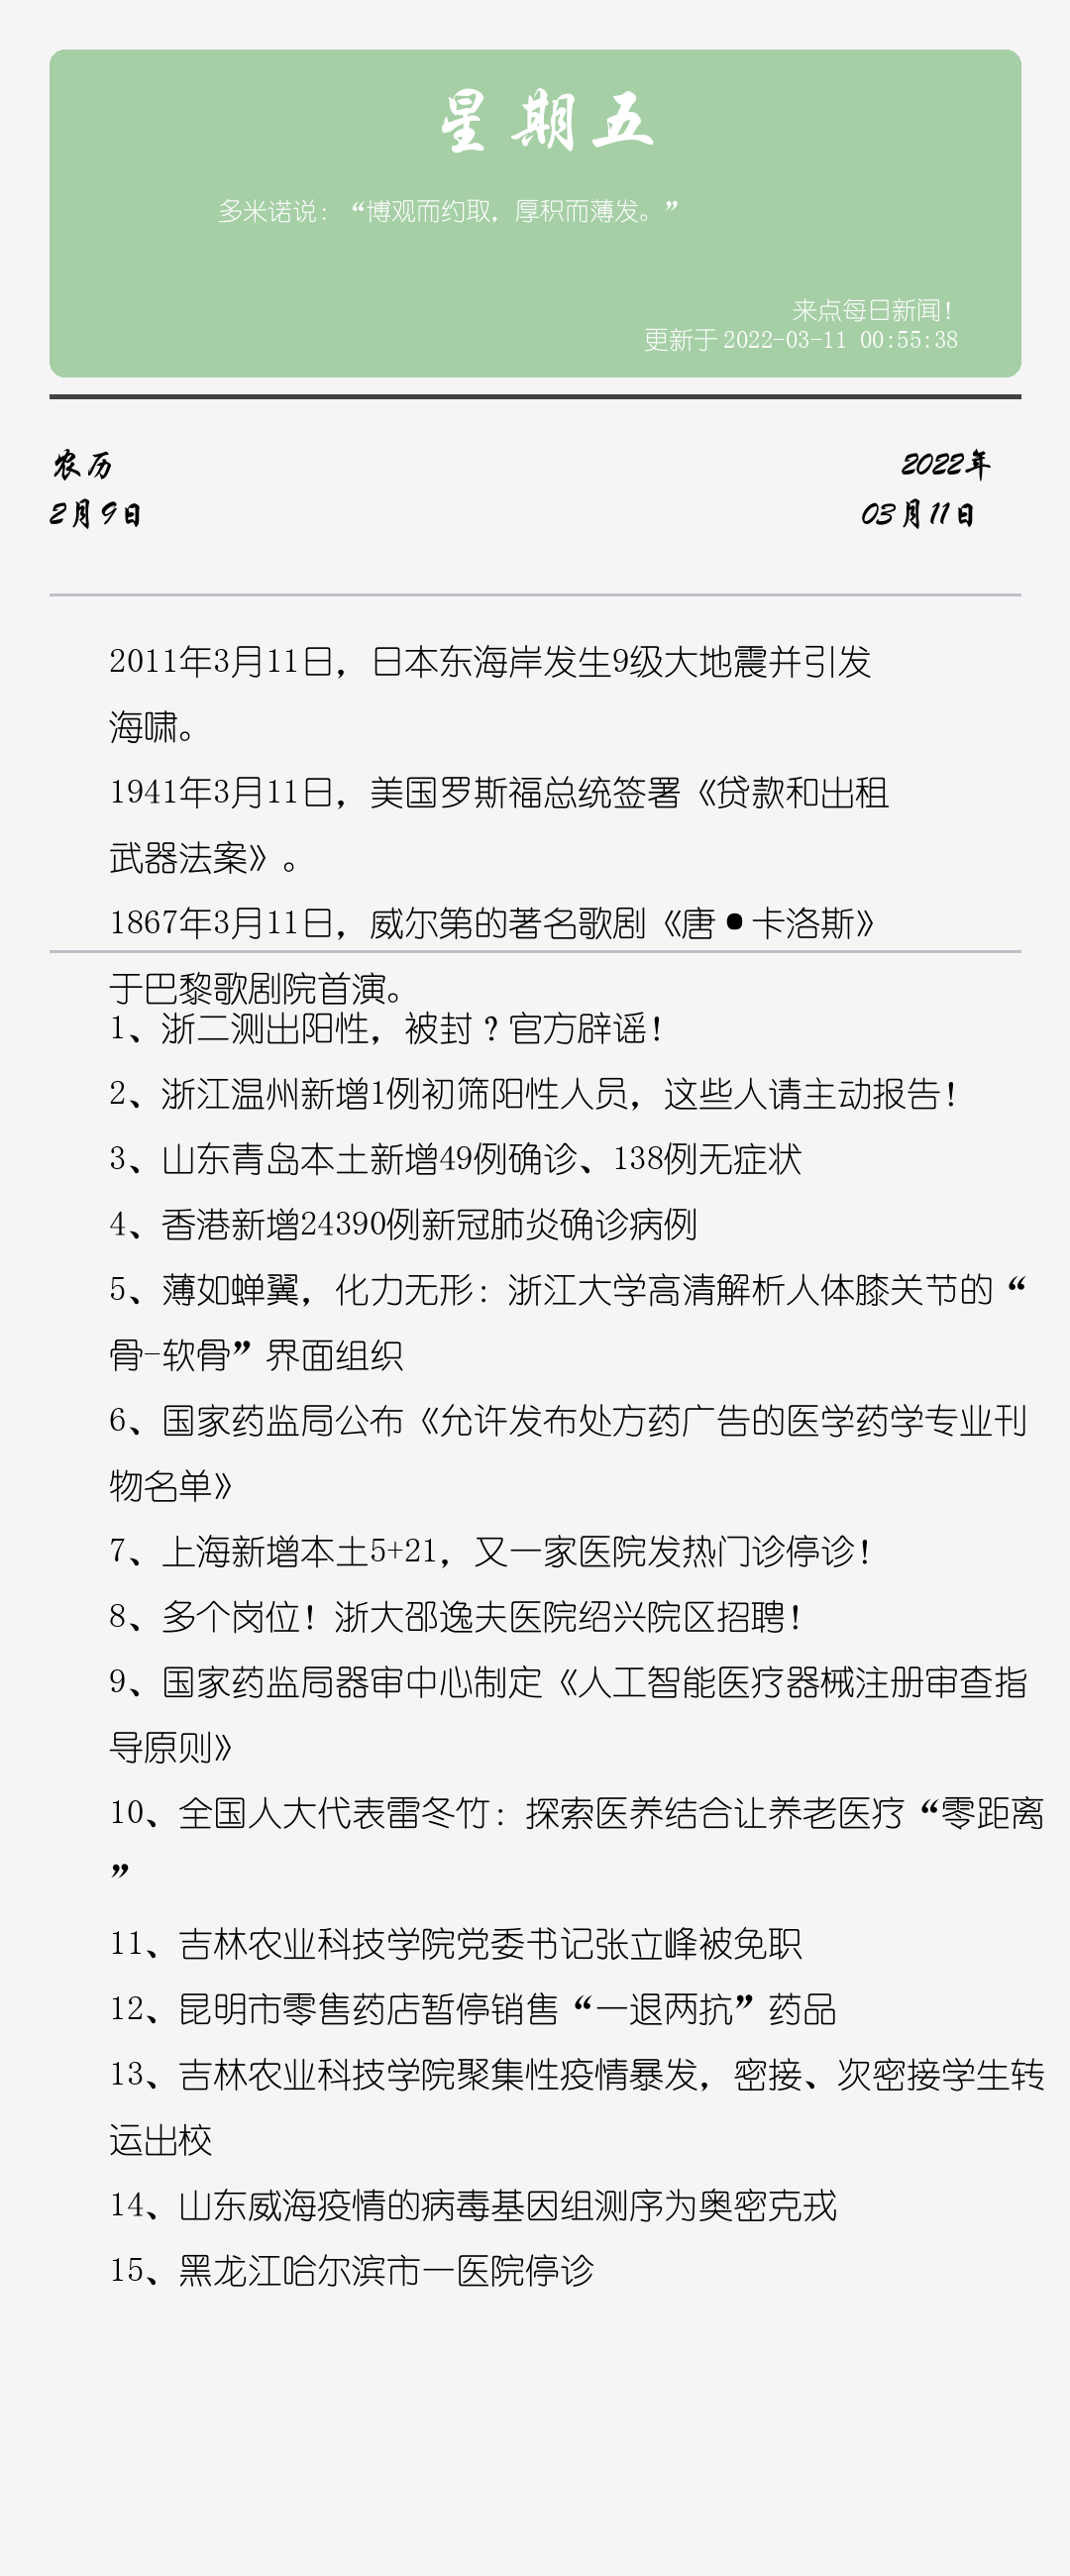 星期五
多米诺说：“博观而约取，厚积而薄发。”
来点每日新闻！
更新于2022-03-11 00:55:38
农历
2022年
2月9日
03月11日
2011年3月11日，日本东海岸发生9级大地震并引发
海啸。
1941年3月11日，美国罗斯福总统签署《贷款和出租
武器法案》。
1867年3月11日，威尔第的著名歌剧《唐•卡洛斯》
于巴黎歌剧院首演。
1、浙二测出阳性，被封？官方辟谣！
2、浙江温州新增1例初筛阳性人员，这些人请主动报告！
3、山东青岛本土新增49例确诊、138例无症状
4、香港新增24390例新冠肺炎确诊病例
5、薄如蝉翼，化力无形：浙江大学高清解析人体膝关节的“
骨-软骨”界面组织
6、国家药监局公布《允许发布处方药广告的医学药学专业刊
物名单》
7、上海新增本土5+21，又一家医院发热门诊停诊！
8、多个岗位！浙大邵逸夫医院绍兴院区招聘！
9、国家药监局器审中心制定《人工智能医疗器械注册审查指
导原则》
10、全国人大代表雷冬竹：探索医养结合让养老医疗“零距离
”
11、吉林农业科技学院党委书记张立峰被免职
12、昆明市零售药店暂停销售“一退两抗”药品
13、吉林农业科技学院聚集性疫情暴发，密接、次密接学生转
运出校
14、山东威海疫情的病毒基因组测序为奥密克戎
15、黑龙江哈尔滨市一医院停诊